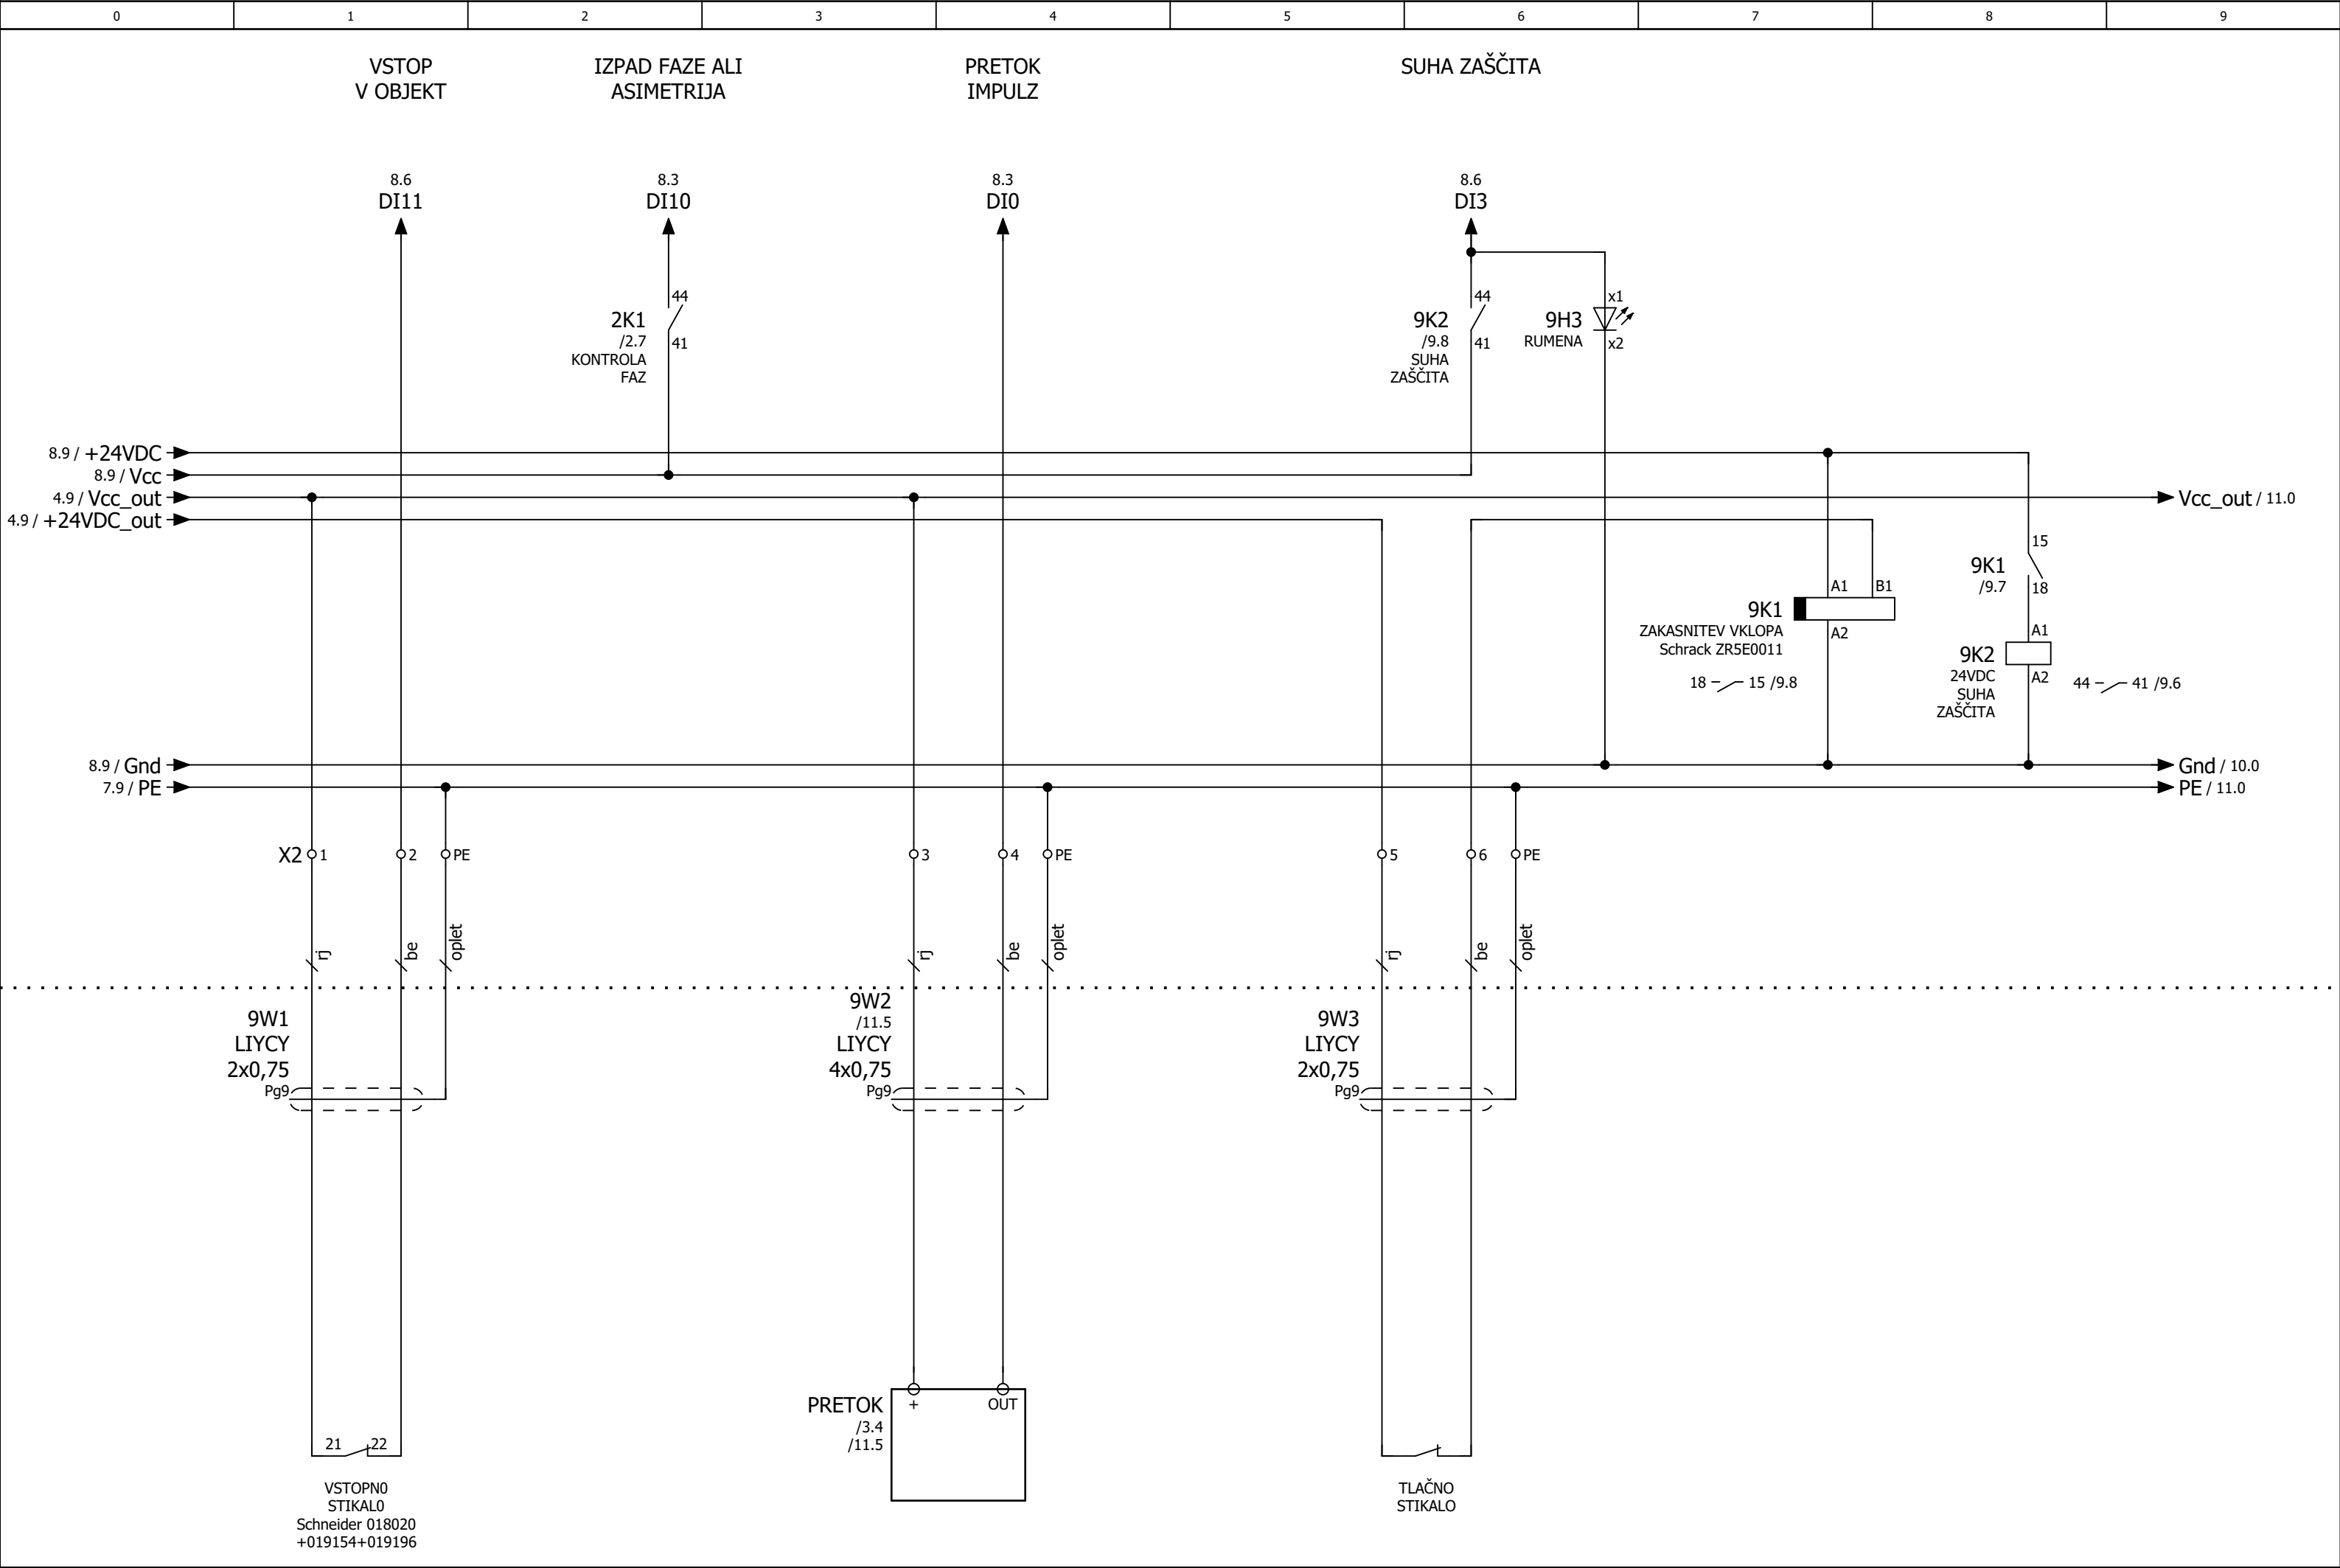 0 1 2 3 4 5 6 7 8 9
VSTOP
V OBJEKT
IZPAD FAZE ALI
ASIMETRIJA
PRETOK
IMPULZ
SUHA ZAŠČITA
8.6
DI11
8.3
DI10
8.3
DI0
8.6
DI3
44
2K1
/2.7
41
KONTROLA
FAZ
44
9K2
/9.8
41
SUHA
ZAŠČITA
x1
9H3
RUMENA
x2
8.9 / +24VDC
8.9 / Vcc
4.9 / Vcc_out
4.9 / +24VDC_out
Vcc_out / 11.0
15
9K1
/9.7
18
A1 B1
9K1
ZAKASNITEV VKLOPA
A2
Schrack ZR5E0011
18 15 /9.8
A1
9K2
24VDC
A2
SUHA
ZAŠČITA
44 41 /9.6
8.9 / Gnd
7.9 / PE
Gnd / 10.0
PE / 11.0
X2 1 2 PE 3 4 PE 5 6 PE
rj be oplet rj be oplet rj be oplet
9W1
LIYCY
2x0,75
Pg9
9W2
/11.5
LIYCY
4x0,75
Pg9
9W3
LIYCY
2x0,75
Pg9
21 22
VSTOPN0
STIKAL0
Schneider 018020
+019154+019196
PRETOK
/3.4
/11.5
+ OUT
TLAČNO
STIKALO